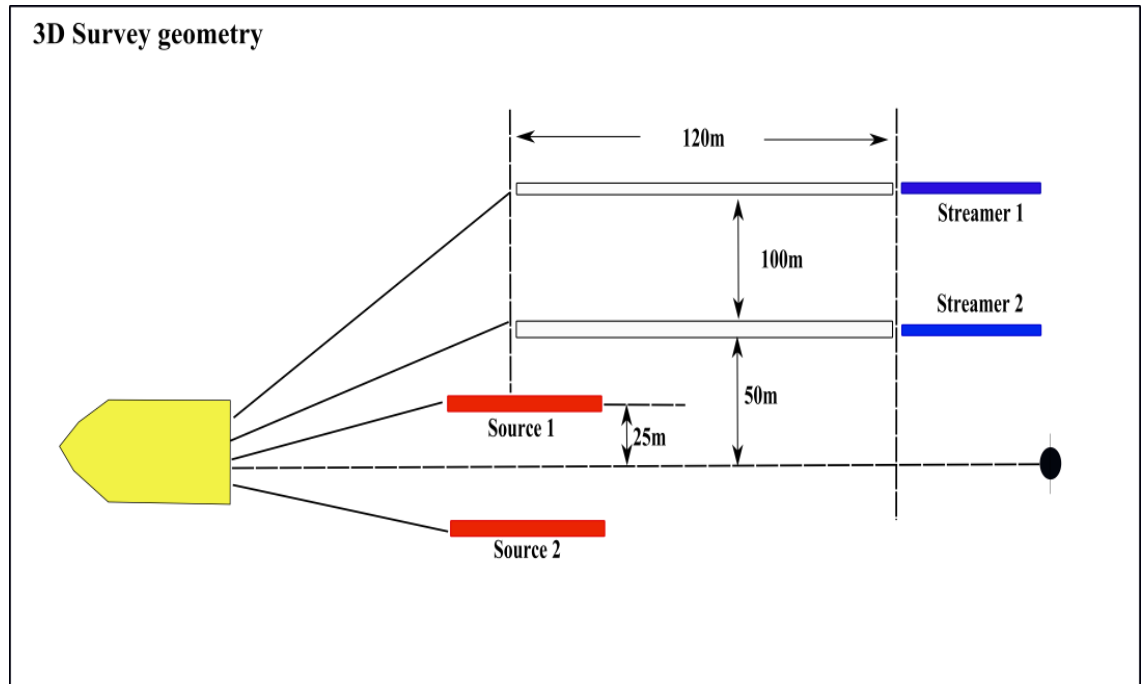 3D Survey geometry
120m
Streamer 1
100m
Streamer 2
50m
Source 1
25m
Source 2